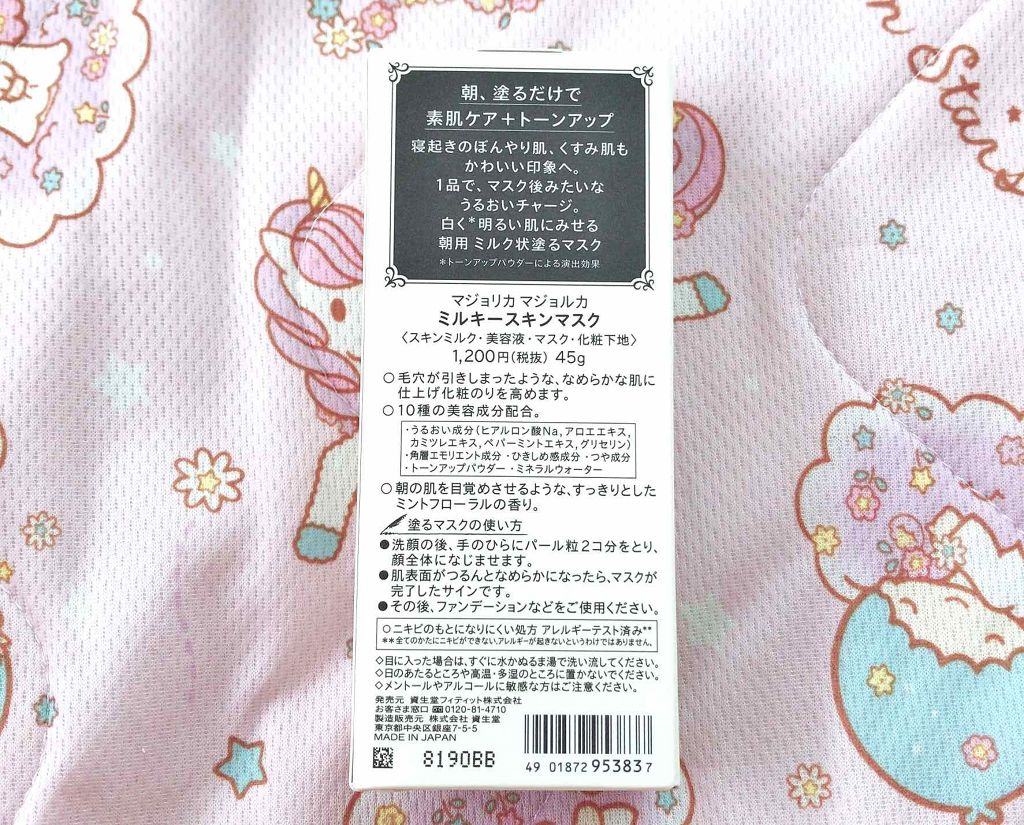 朝、塗るだけで
素肌ケア+トーンアップ
寝起きのぼんやり肌、くすみ肌も
かわいい印象へ。
1品で、マスク後みたいな
うるおいチャージ。
白く*明るい肌にみせる
朝用 ミルク状塗るマスク
*トーンアップパウダーによる演出効果
マジョリカ マジョルカ
ミルキースキンマスク
〈スキンミルク・美容液・マスク・化粧下地〉
1,200円(税抜) 45g
○毛穴が引きしまったような、なめらかな肌に
仕上げ化粧のりを高めます。
○10種の美容成分配合。
・うるおい成分(ヒアルロン酸Na,アロエエキス,
カミツレエキス,ペパーミントエキス,グリセリン)
・角層エモリエント成分 ・ひきしめ感成分 ・つや成分
・トーンアップパウダー ・ミネラルウォーター
○朝の肌を目覚めさせるような、すっきりとした
ミントフローラルの香り。
塗るマスクの使い方
●洗顔の後、手のひらにパール粒2コ分をとり、
顔全体になじませます。
●肌表面がつるんとなめらかになったら、マスクが
完了したサインです。
●その後、ファンデーションなどをご使用ください。
○ニキビのもとになりにくい処方 アレルギーテスト済み**
**全てのかたにニキビができない、アレルギーが起きないというわけではありません。
◇目に入った場合は、すぐに水かぬるま湯で洗い流してください。
◇日のあたるところや高温・多湿のところに置かないでください。
◇メントールやアルコールに敏感な方はご注意ください。
発売元 資生堂フィティット株式会社
お客さま窓口 0120-81-4710
製造販売元 株式会社 資生堂
東京都中央区銀座7-5-5
MADE IN JAPAN
8190BB
4901872953837
n Stars